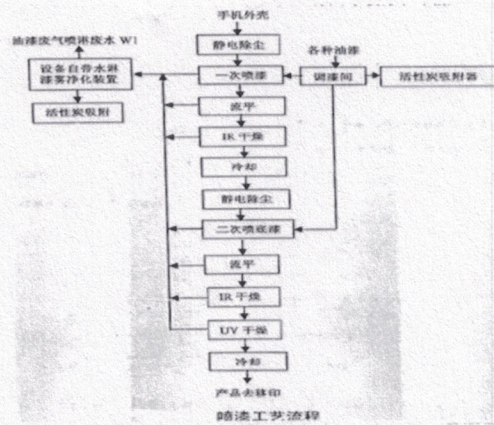 手机外壳
油漆废气喷淋废水 W1
静电除尘
各种油漆
设备自带水淋
漆雾净化装置
一次喷漆
调漆间
活性炭吸附器
流平
活性炭吸附
IR 干燥
冷却
静电除尘
二次喷底漆
流平
IR 干燥
UV 干燥
冷却
产品去移印
喷漆工艺流程